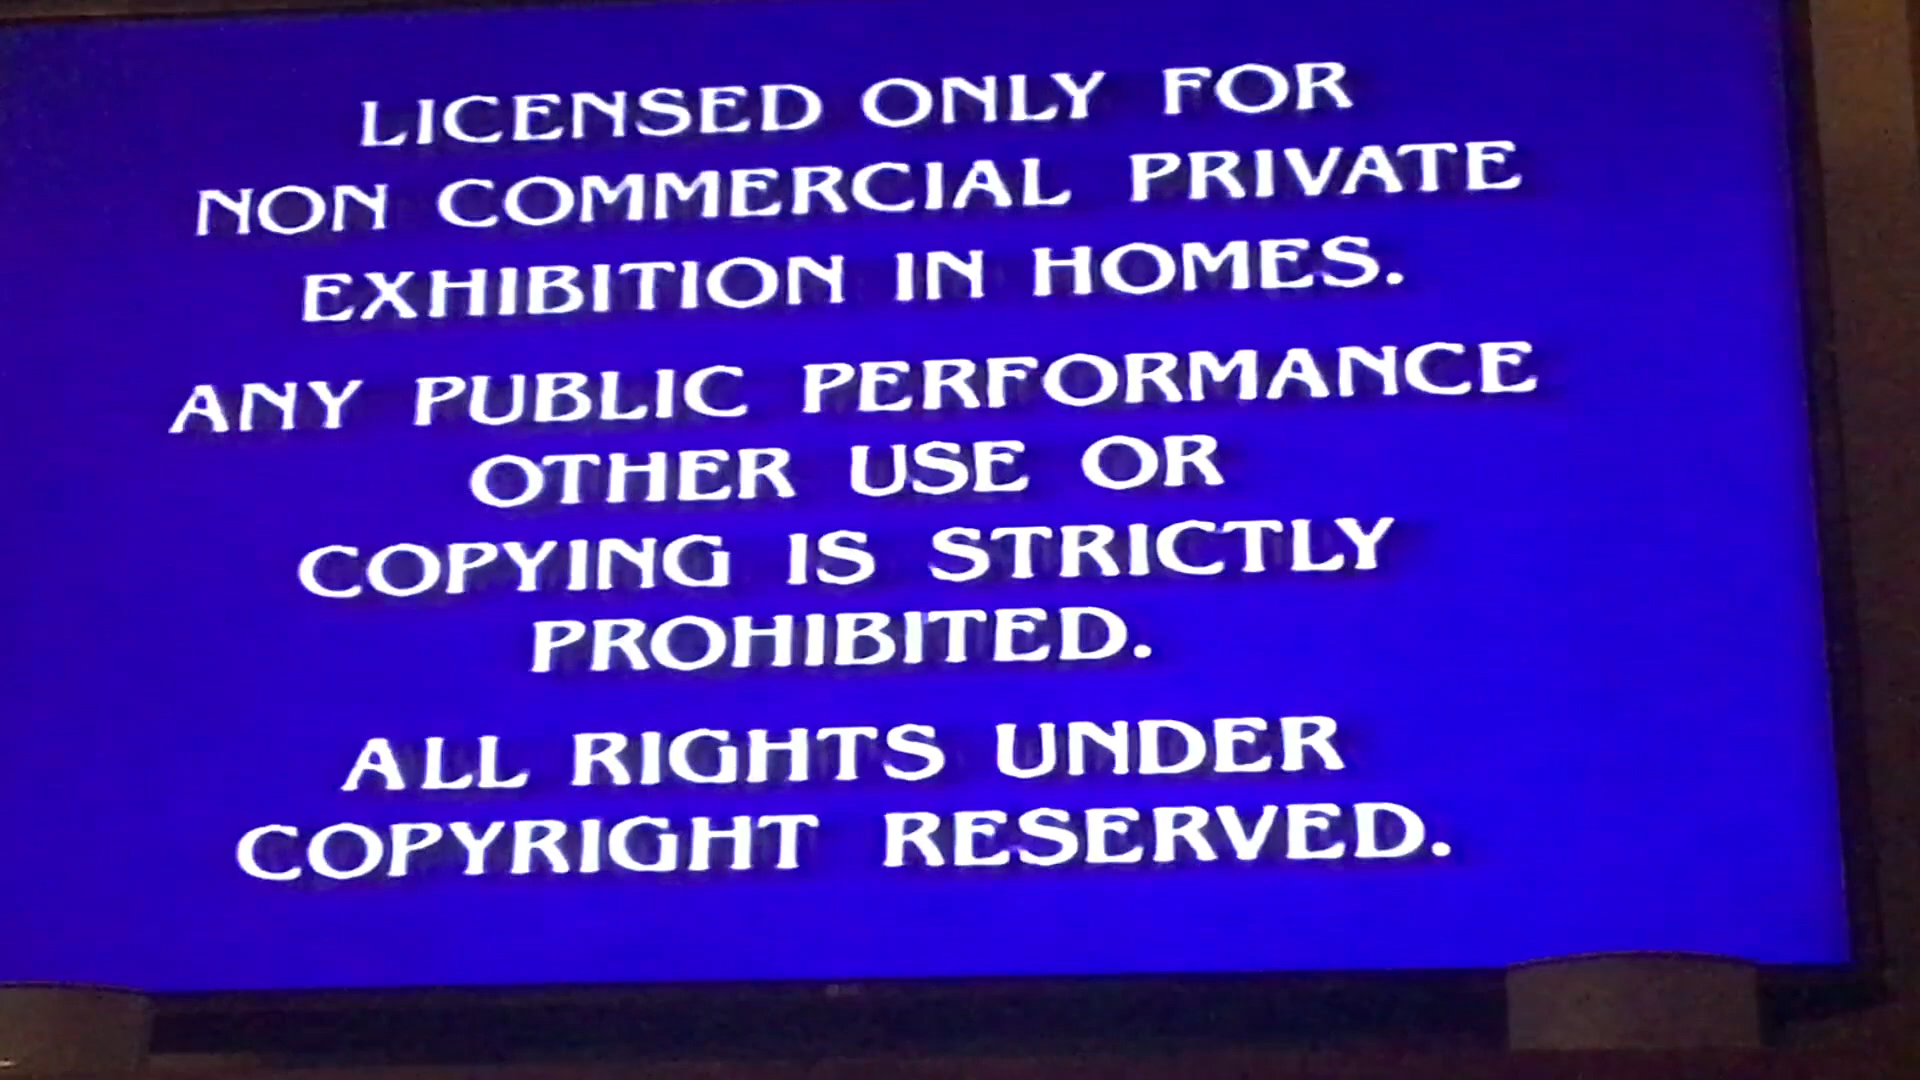 LICENSED ONLY FOR
NON COMMERCIAL PRIVATE
EXHIBITION IN HOMES.
ANY PUBLIC PERFORMANCE
OTHER USE OR
COPYING IS STRICTLY
PROHIBITED.
ALL RIGHTS UNDER
COPYRIGHT RESERVED.